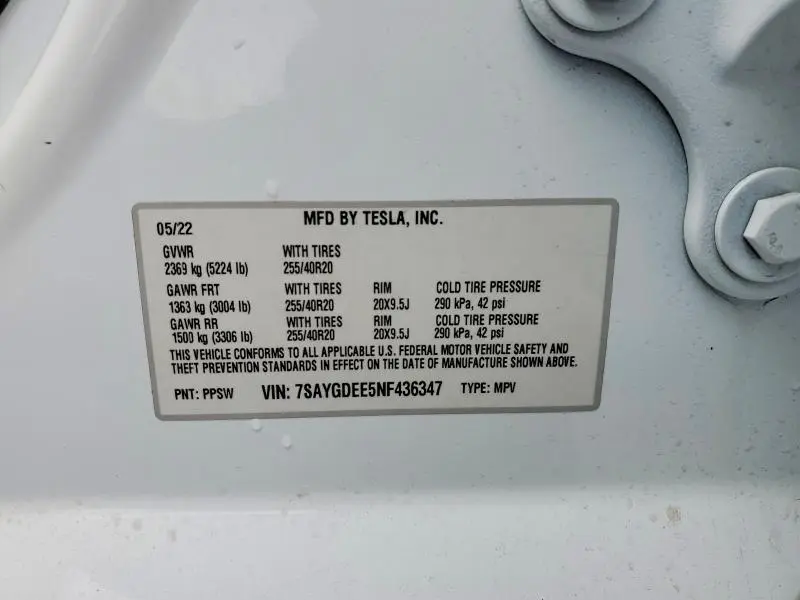 05/22 MFD BY TESLA, INC.
GVWR WITH TIRES
2369 kg (5224 lb) 255/40R20
GAWR FRT WITH TIRES RIM COLD TIRE PRESSURE
1363 kg (3004 lb) 255/40R20 20X9.5J 290 kPa, 42 psi
GAWR RR WITH TIRES RIM COLD TIRE PRESSURE
1500 kg (3306 lb) 255/40R20 20X9.5J 290 kPa, 42 psi
THIS VEHICLE CONFORMS TO ALL APPLICABLE U.S. FEDERAL MOTOR VEHICLE SAFETY AND
THEFT PREVENTION STANDARDS IN EFFECT ON THE DATE OF MANUFACTURE SHOWN ABOVE.
PNT: PPSW VIN: 7SAYGDEE5NF436347 TYPE: MPV